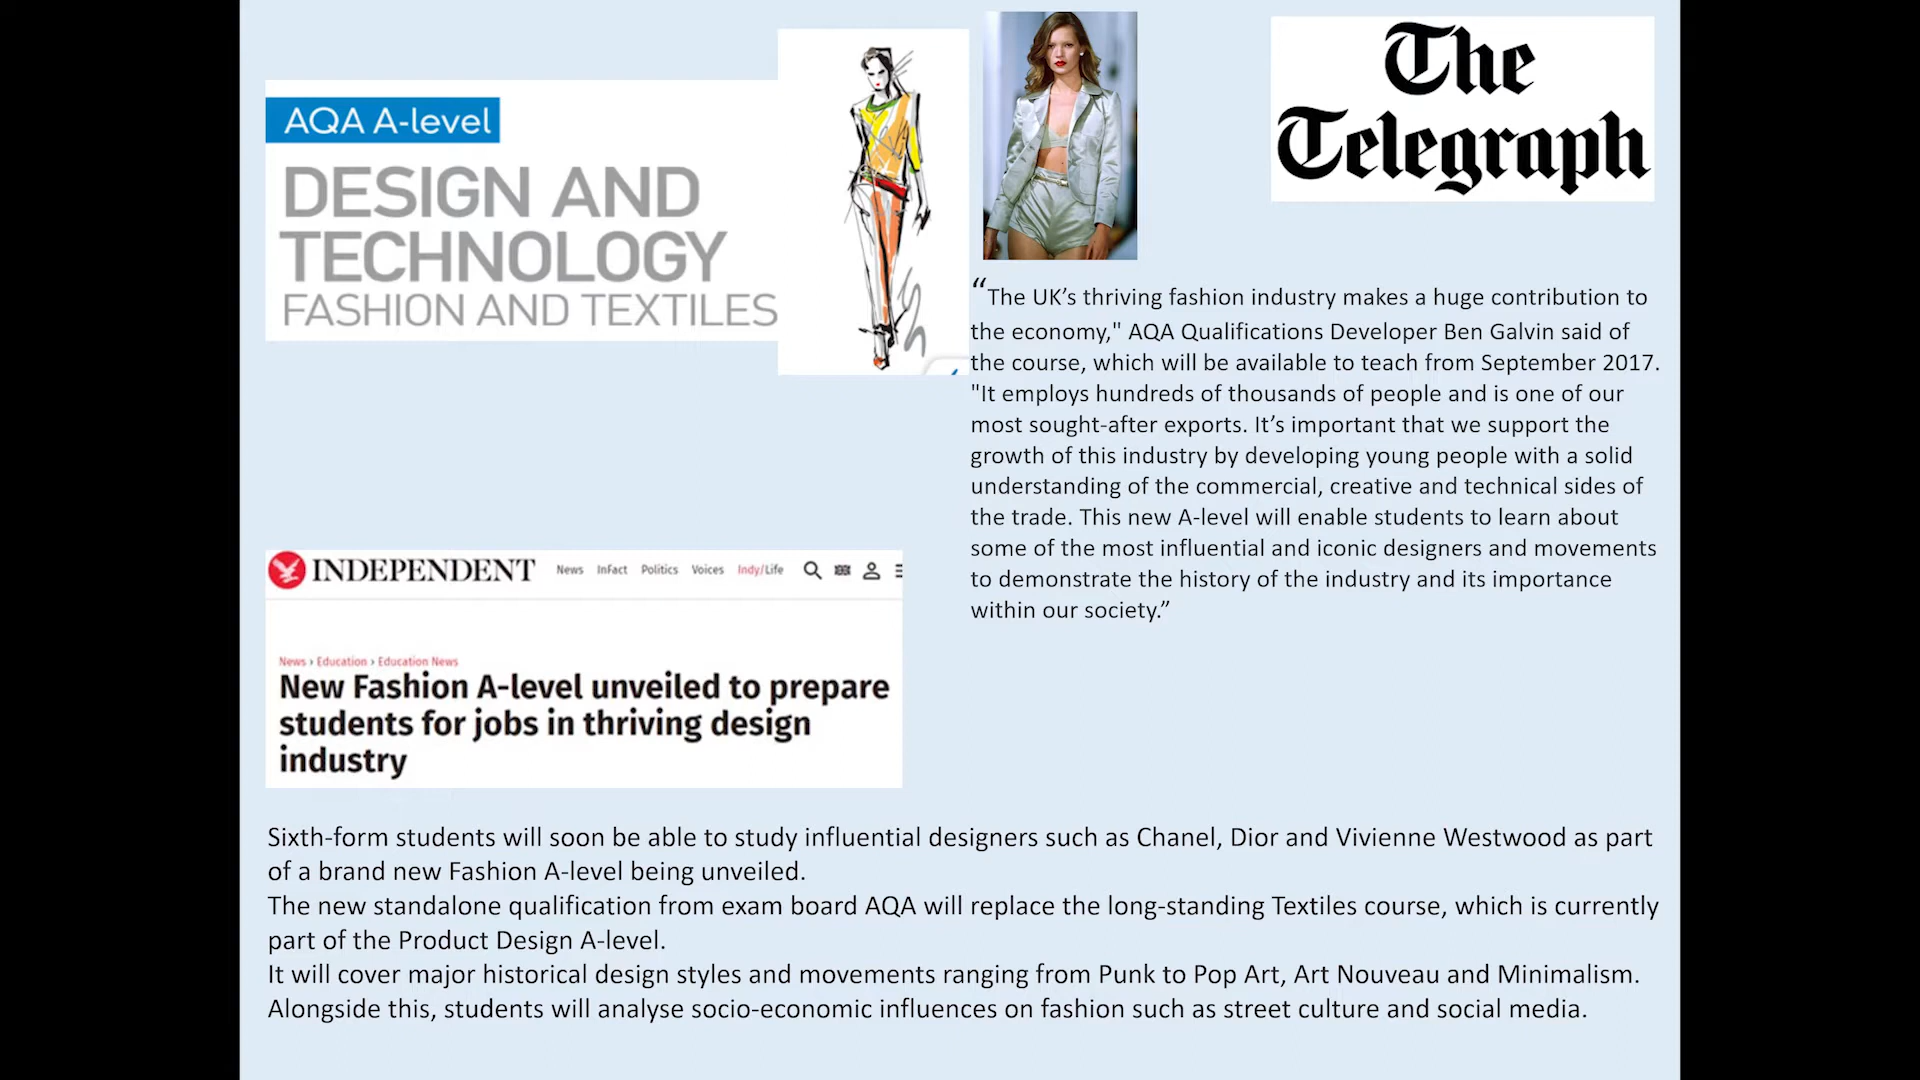 AQA A-level
DESIGN AND
TECHNOLOGY
FASHION AND TEXTILES
The
Telegraph
“The UK’s thriving fashion industry makes a huge contribution to
the economy," AQA Qualifications Developer Ben Galvin said of
the course, which will be available to teach from September 2017.
"It employs hundreds of thousands of people and is one of our
most sought-after exports. It’s important that we support the
growth of this industry by developing young people with a solid
understanding of the commercial, creative and technical sides of
the trade. This new A-level will enable students to learn about
some of the most influential and iconic designers and movements
to demonstrate the history of the industry and its importance
within our society.”
INDEPENDENT News InFact Politics Voices Indy/Life
News › Education › Education News
New Fashion A-level unveiled to prepare
students for jobs in thriving design
industry
Sixth-form students will soon be able to study influential designers such as Chanel, Dior and Vivienne Westwood as part
of a brand new Fashion A-level being unveiled.
The new standalone qualification from exam board AQA will replace the long-standing Textiles course, which is currently
part of the Product Design A-level.
It will cover major historical design styles and movements ranging from Punk to Pop Art, Art Nouveau and Minimalism.
Alongside this, students will analyse socio-economic influences on fashion such as street culture and social media.